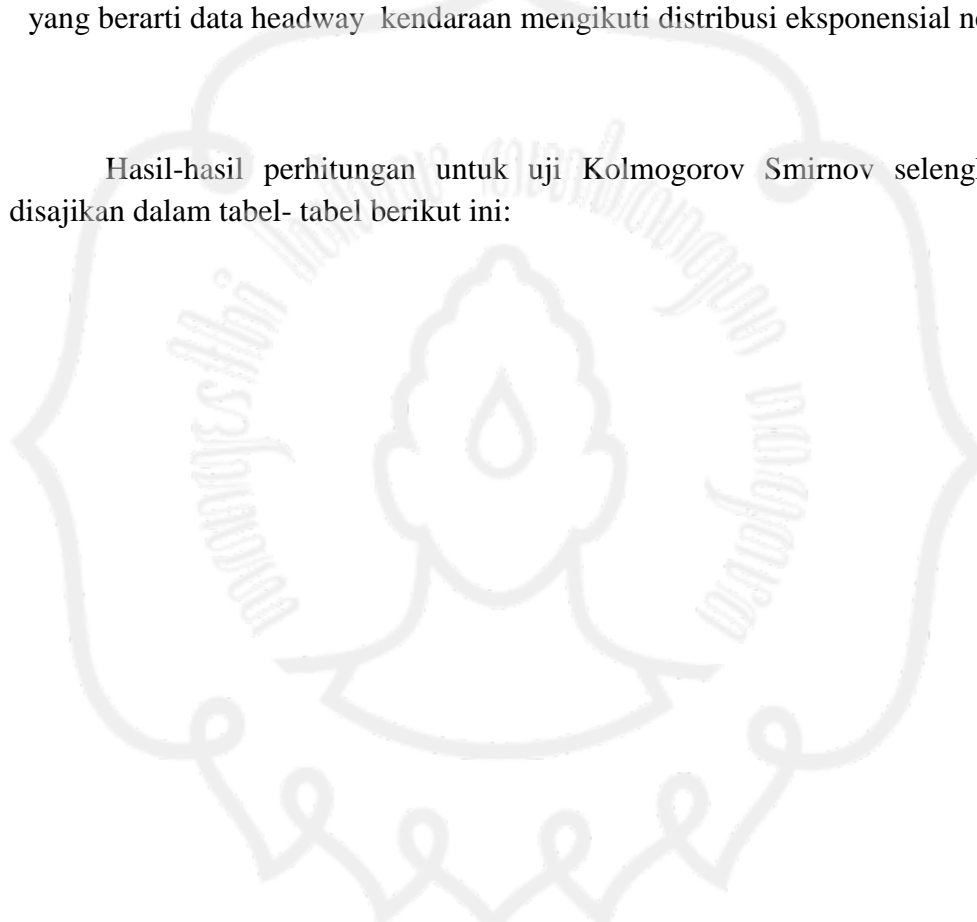 yang berarti data headway kendaraan mengikuti distribusi eksponensial
Hasil-hasil perhitungan untuk uji Kolmogorov Smirnov
disajikan dalam tabel- tabel berikut ini: